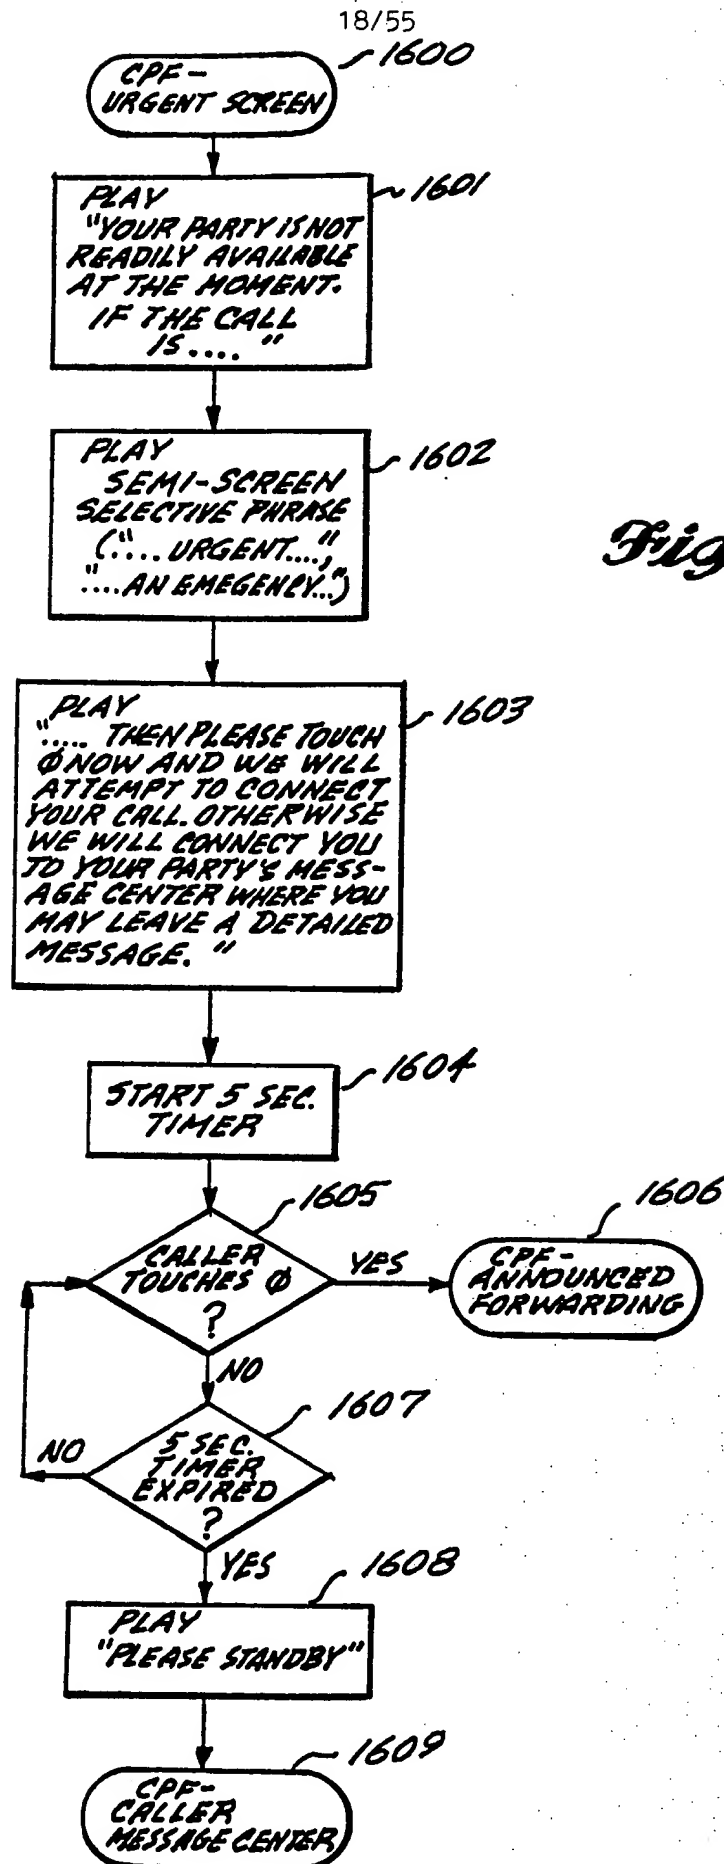 18/55
CPF-
URGENT SCREEN
1600
PLAY
"YOUR PARTY IS NOT
READILY AVAILABLE
AT THE MOMENT.
IF THE CALL
IS.... "
1601
PLAY
SEMI-SCREEN
SELECTIVE PHRASE
(".... URGENT....",
"....AN EMEGENCY...")
1602
Fig
PLAY
"..... THEN PLEASE TOUCH
Ø NOW AND WE WILL
ATTEMPT TO CONNECT
YOUR CALL. OTHERWISE
WE WILL CONNECT YOU
TO YOUR PARTY'S MESS-
AGE CENTER WHERE YOU
MAY LEAVE A DETAILED
MESSAGE. "
1603
START 5 SEC.
TIMER
1604
CALLER
TOUCHES Ø
?
1605
YES
CPF-
ANNOUNCED
FORWARDING
1606
NO
5 SEC.
TIMER
EXPIRED
?
1607
NO
YES
PLAY
"PLEASE STANDBY"
1608
CPF-
CALLER
MESSAGE CENTER
1609